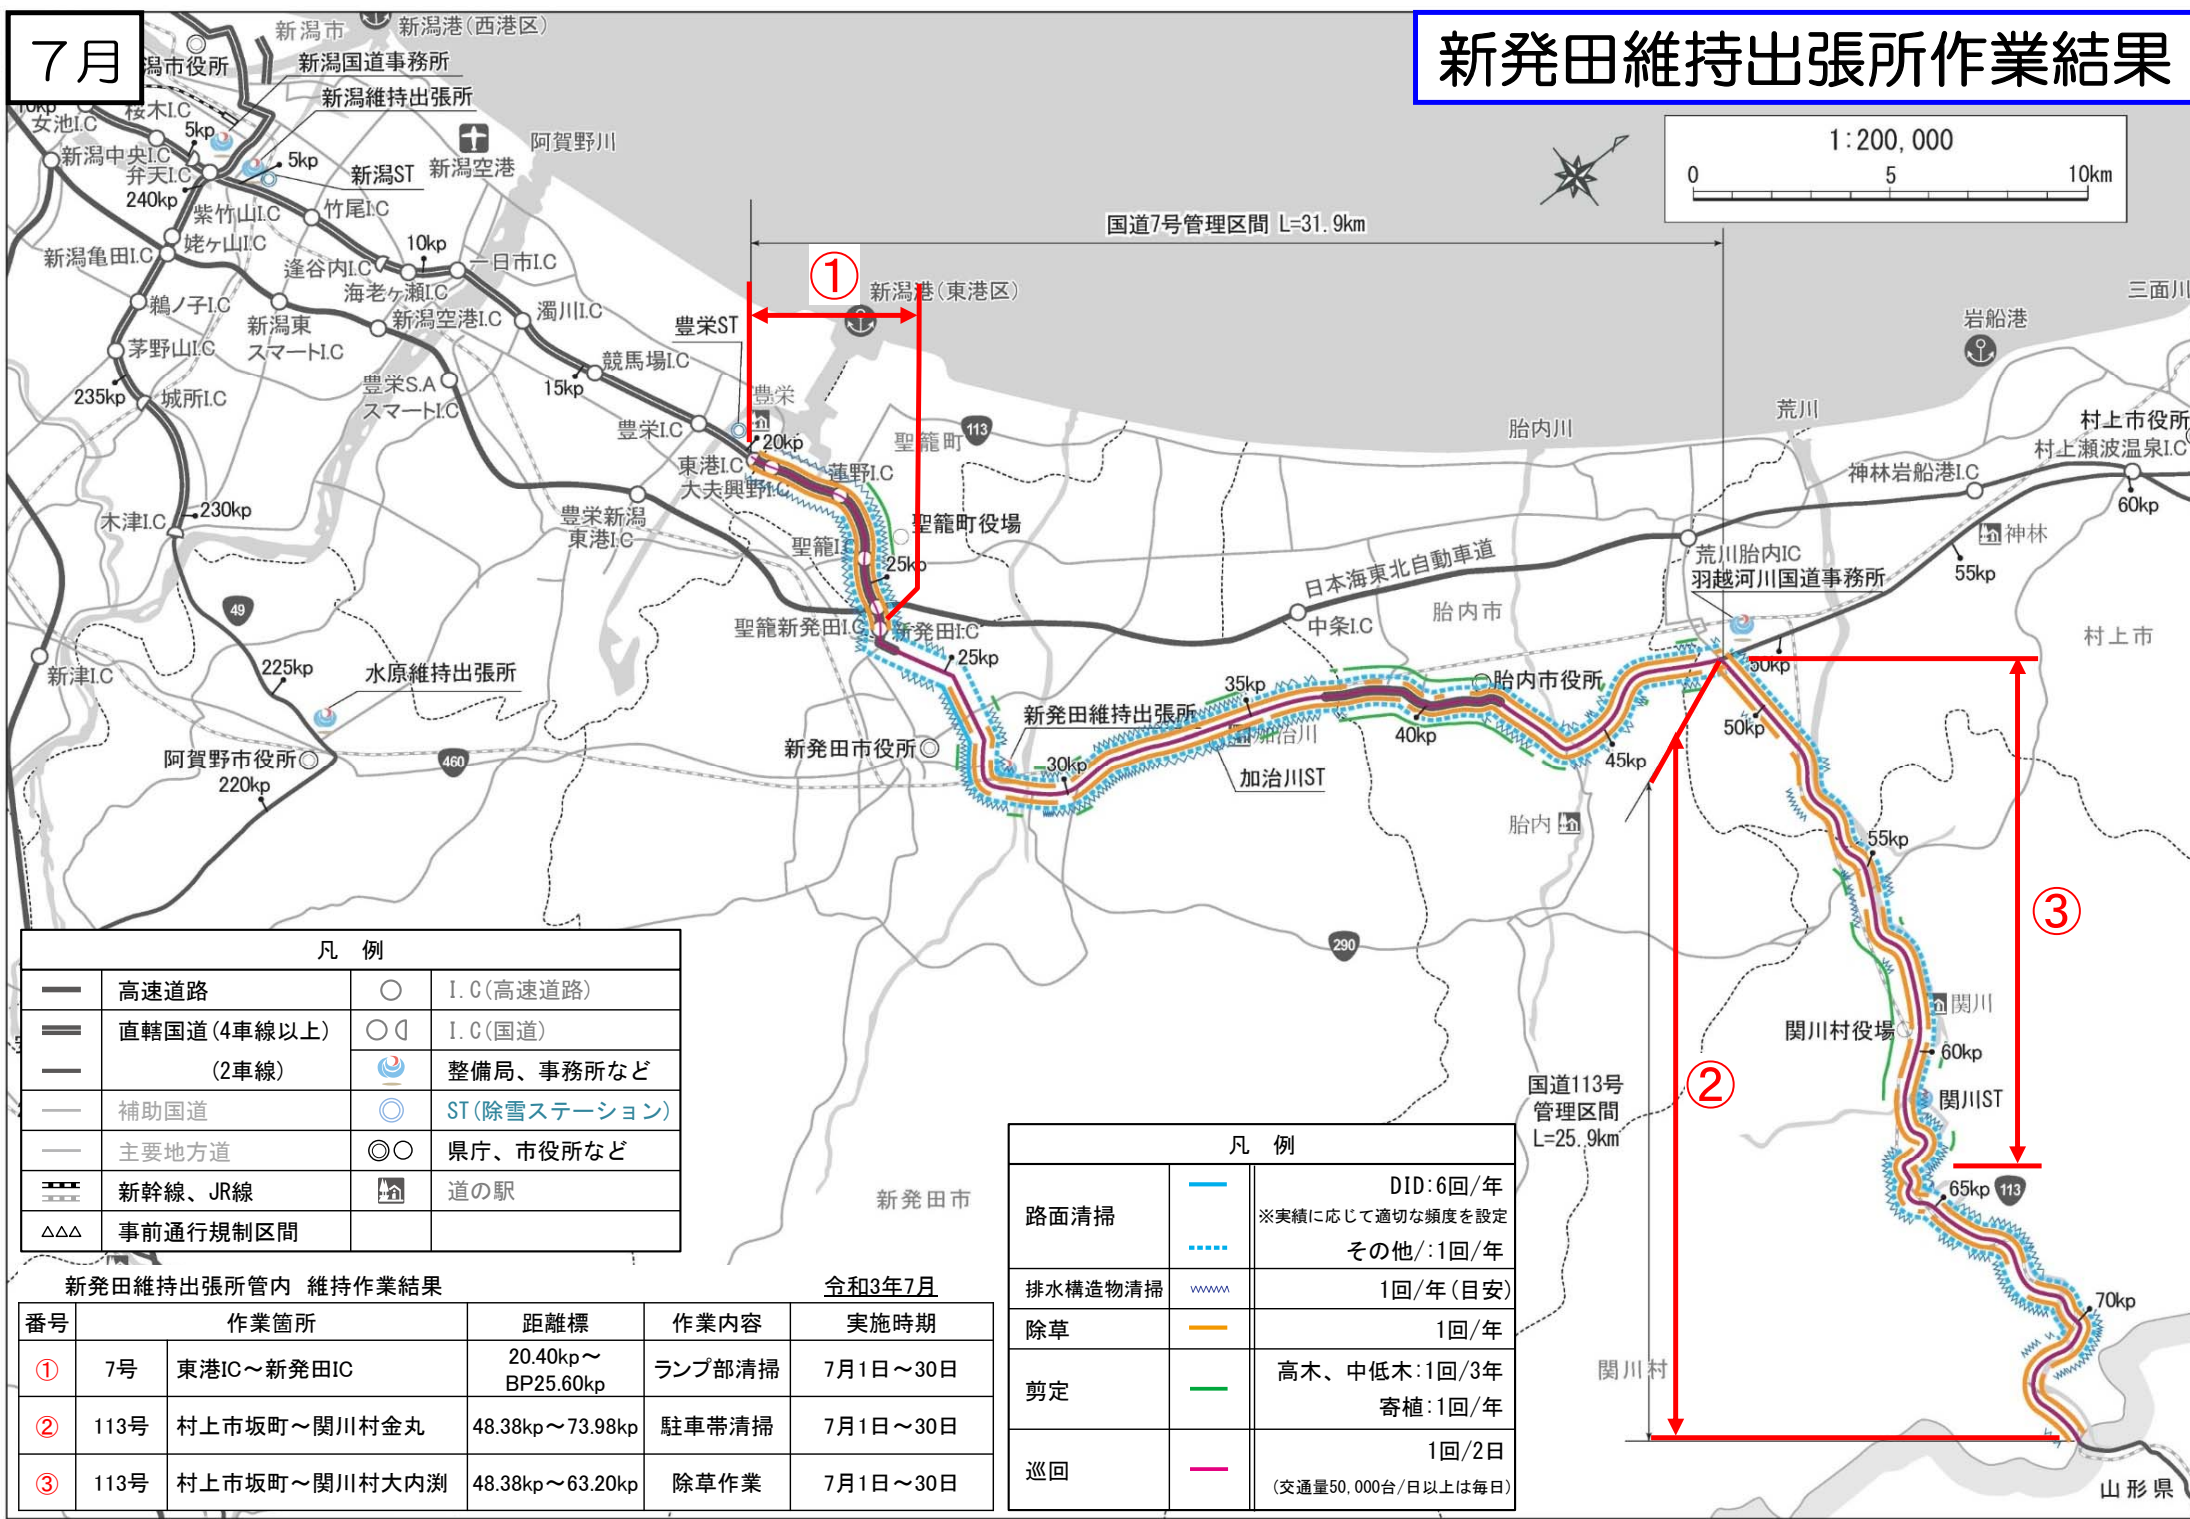 7月
新発田維持出張所作業結果
新潟市
新潟港(西港区)
潟市役所
新潟国道事務所
新潟維持出張所
10kp
女池I.C
桜木I.C
5kp
新潟中央I.C
弁天I.C
240kp
5kp
新潟ST
新潟空港
阿賀野川
紫竹山I.C
竹尾I.C
姥ヶ山I.C
新潟亀田I.C
10kp
逢谷内I.C
一日市I.C
海老ヶ瀬I.C
鵜ノ子I.C
新潟東
スマートI.C
新潟空港I.C
濁川I.C
茅野山I.C
235kp
城所I.C
豊栄S.A
スマートI.C
15kp
競馬場I.C
豊栄ST
豊栄I.C
豊栄
20kp
東港I.C
大夫興野I.C
蓮野I.C
聖籠町
113
聖籠町役場
聖籠I.
25kp
豊栄新潟
東港I.C
聖籠新発田I.C
新発田I.C
25kp
木津I.C
230kp
49
新津I.C
225kp
水原維持出張所
阿賀野市役所
220kp
460
新発田市役所
新発田維持出張所
30kp
35kp
加治川
加治川ST
40kp
胎内市役所
45kp
胎内
290
国道7号管理区間 L=31.9km
①
新潟港(東港区)
1:200,000
0 5 10km
三面川
岩船港
荒川
胎内川
村上市役所
村上瀬波温泉I.C
神林岩船港I.C
60kp
神林
55kp
日本海東北自動車道
荒川胎内IC
羽越河川国道事務所
中条I.C
胎内市
村上市
50kp
50kp
55kp
③
関川
関川村役場
60kp
関川ST
②
国道113号
管理区間
L=25.9km
65kp
113
70kp
関川村
山形県
新発田市
凡 例
高速道路
I.C(高速道路)
直轄国道(4車線以上)
I.C(国道)
(2車線)
整備局、事務所など
補助国道
ST(除雪ステーション)
主要地方道
県庁、市役所など
新幹線、JR線
道の駅
事前通行規制区間
凡 例
路面清掃
DID:6回/年
※実績に応じて適切な頻度を設定
その他/:1回/年
排水構造物清掃
1回/年(目安)
除草
1回/年
剪定
高木、中低木:1回/3年
寄植:1回/年
巡回
1回/2日
(交通量50,000台/日以上は毎日)
新発田維持出張所管内 維持作業結果
令和3年7月
番号 作業箇所 距離標 作業内容 実施時期
① 7号 東港IC～新発田IC 20.40kp～BP25.60kp ランプ部清掃 7月1日～30日
② 113号 村上市坂町～関川村金丸 48.38kp～73.98kp 駐車帯清掃 7月1日～30日
③ 113号 村上市坂町～関川村大内渕 48.38kp～63.20kp 除草作業 7月1日～30日